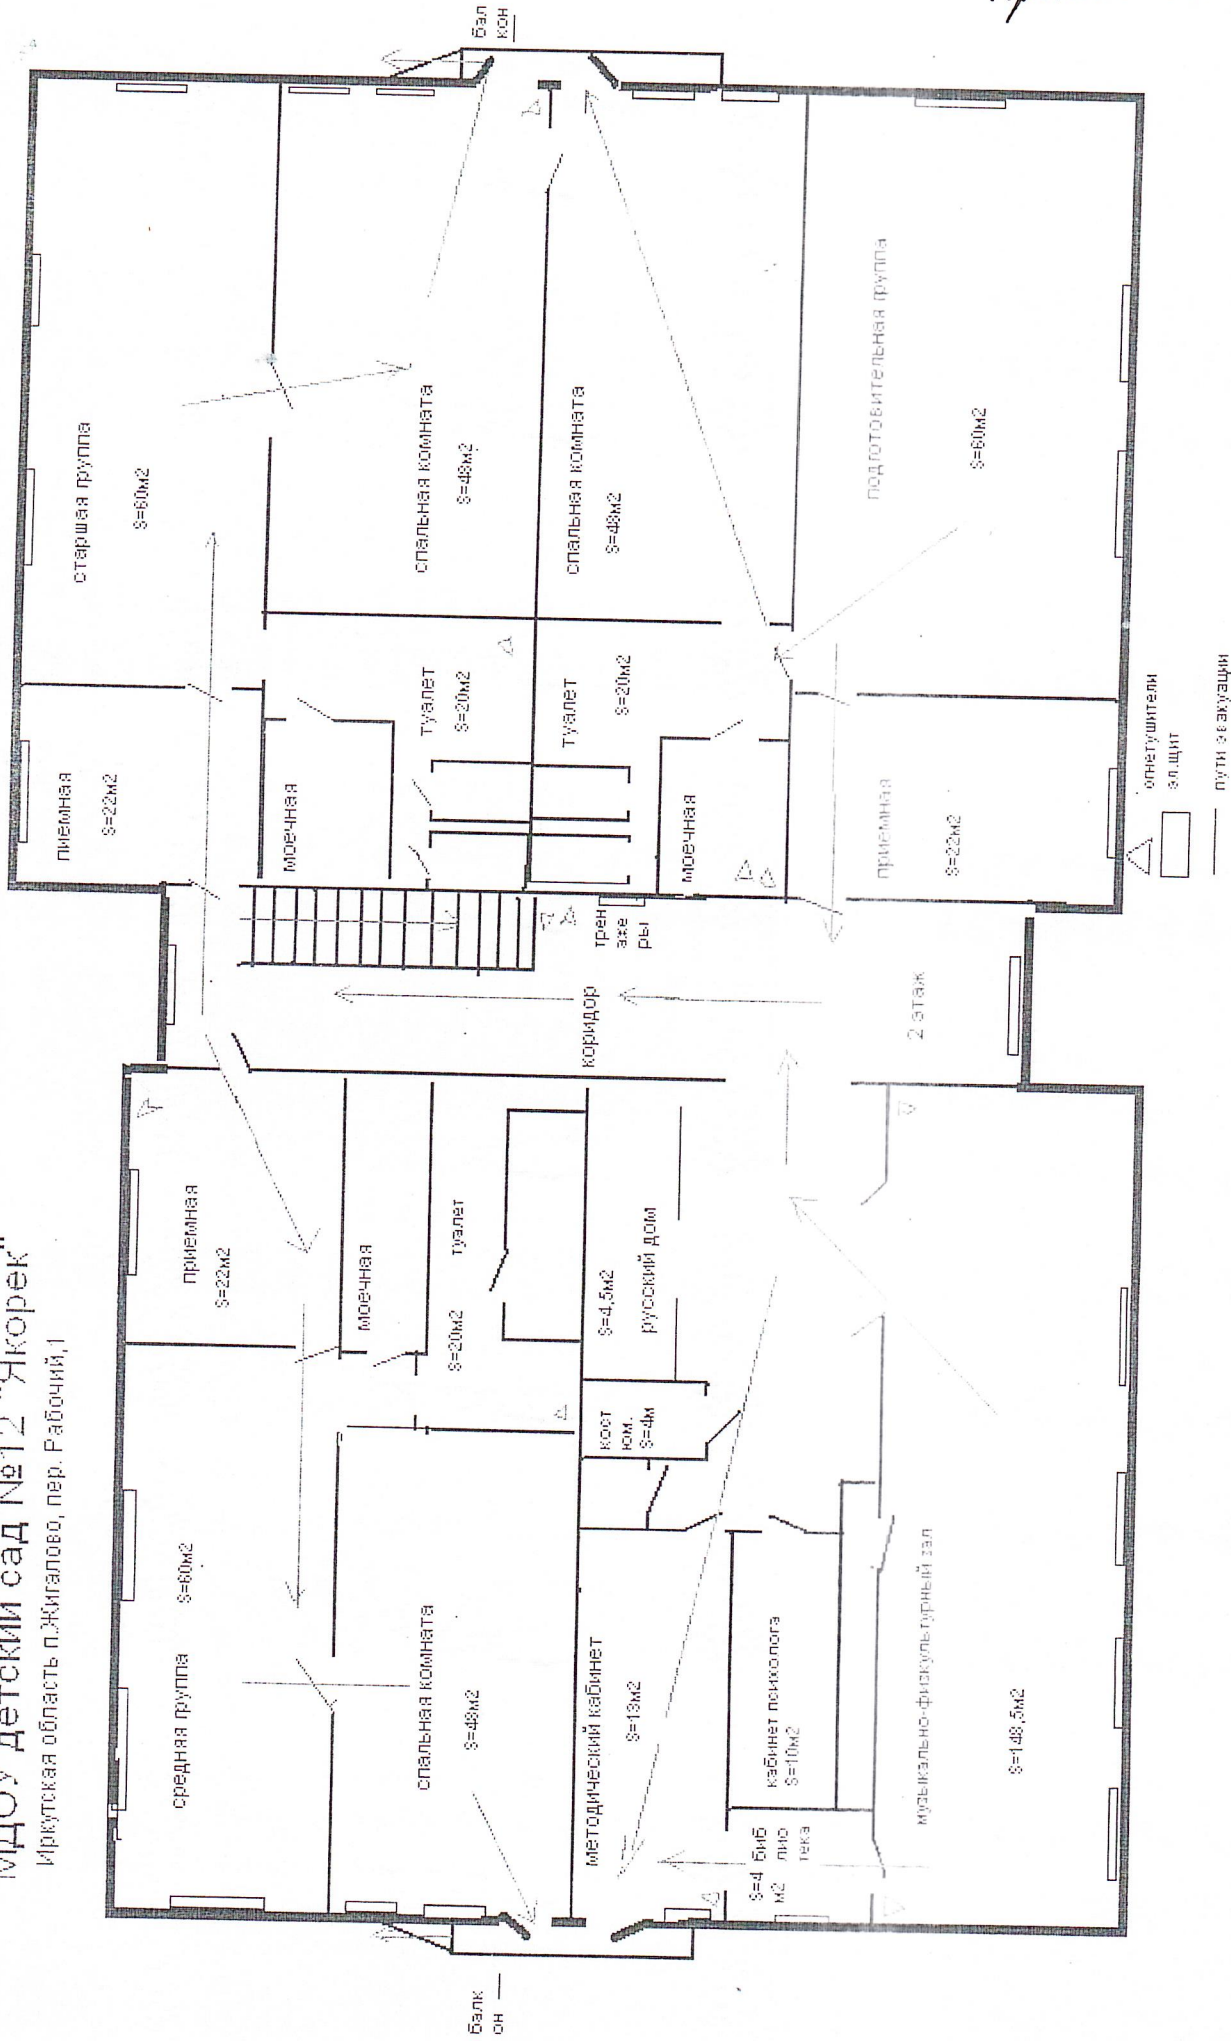 МДОУ детский сад №12 "Якорек"
Иркутская область п.Жигалово, пер. Рабочий,1
средняя группа
S=60м2
приемная
S=22м2
моечная
туалет
S=20м2
спальная комната
S=48м2
балк
он
методический кабинет
S=18м2
кост
юм.
S=4м
S=4,5м2
русский дом
кабинет психолога
S=10м2
S=4 биб
м2 лио
тека
музыкально-физкультурный зал
S=148,5м2
коридор
2 этаж
трен
аже
ры
пиемная
S=22м2
старшая группа
S=60м2
моечная
туалет
S=20м2
спальная комната
S=48м2
бал
кон
спальная комната
S=48м2
туалет
S=20м2
моечная
приемная
S=22м2
подготовительная группа
S=60м2
огнетушители
эл.щит
пути эвакуации